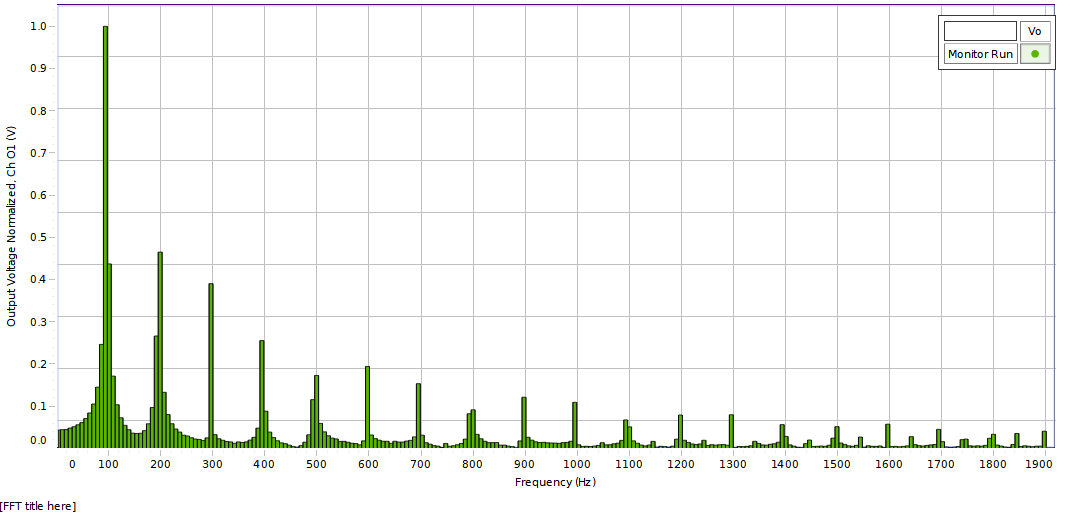 1.0
0.9
0.8
0.7
0.6
0.5
0.4
0.3
0.2
0.1
0.0
Output Voltage Normalized, Ch O1 (V)
Vo
Monitor Run
0 100 200 300 400 500 600 700 800 900 1000 1100 1200 1300 1400 1500 1600 1700 1800 1900
Frequency (Hz)
[FFT title here]